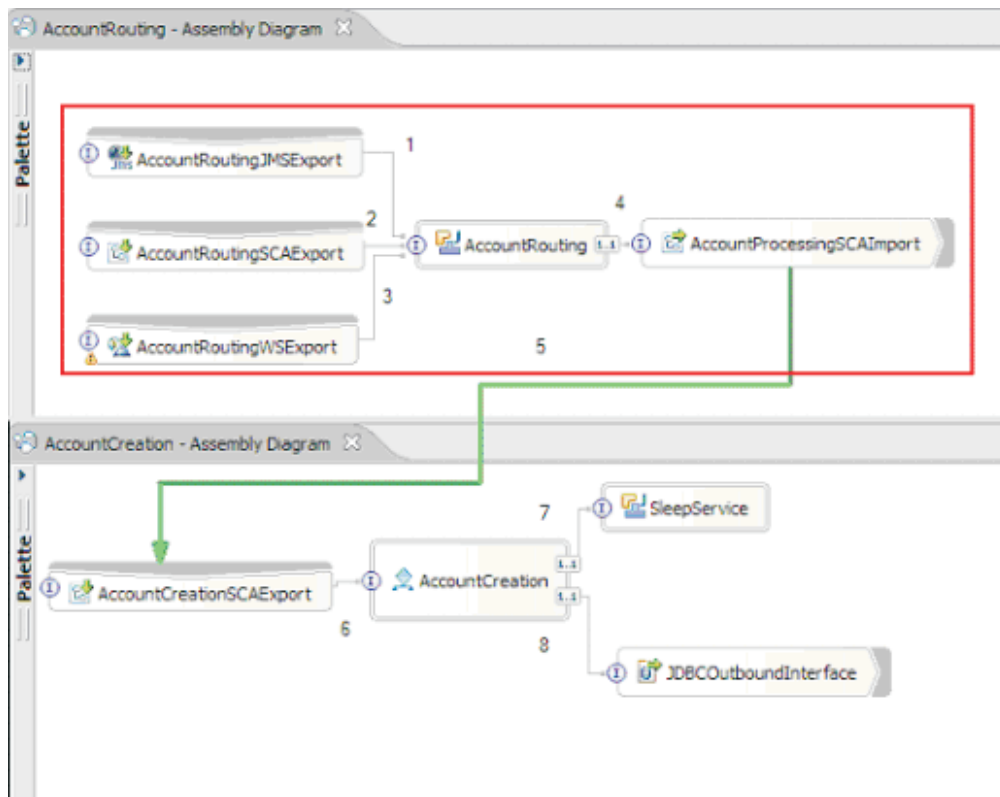 AccountRouting - Assembly Diagram
Palette
1
AccountRoutingJMSExport
2
AccountRoutingSCAExport
3
AccountRoutingWSExport
AccountRouting
1..1
4
AccountProcessingSCAImport
5
AccountCreation - Assembly Diagram
Palette
AccountCreationSCAExport
6
AccountCreation
1..1
1..1
7
SleepService
8
JDBCOutboundInterface